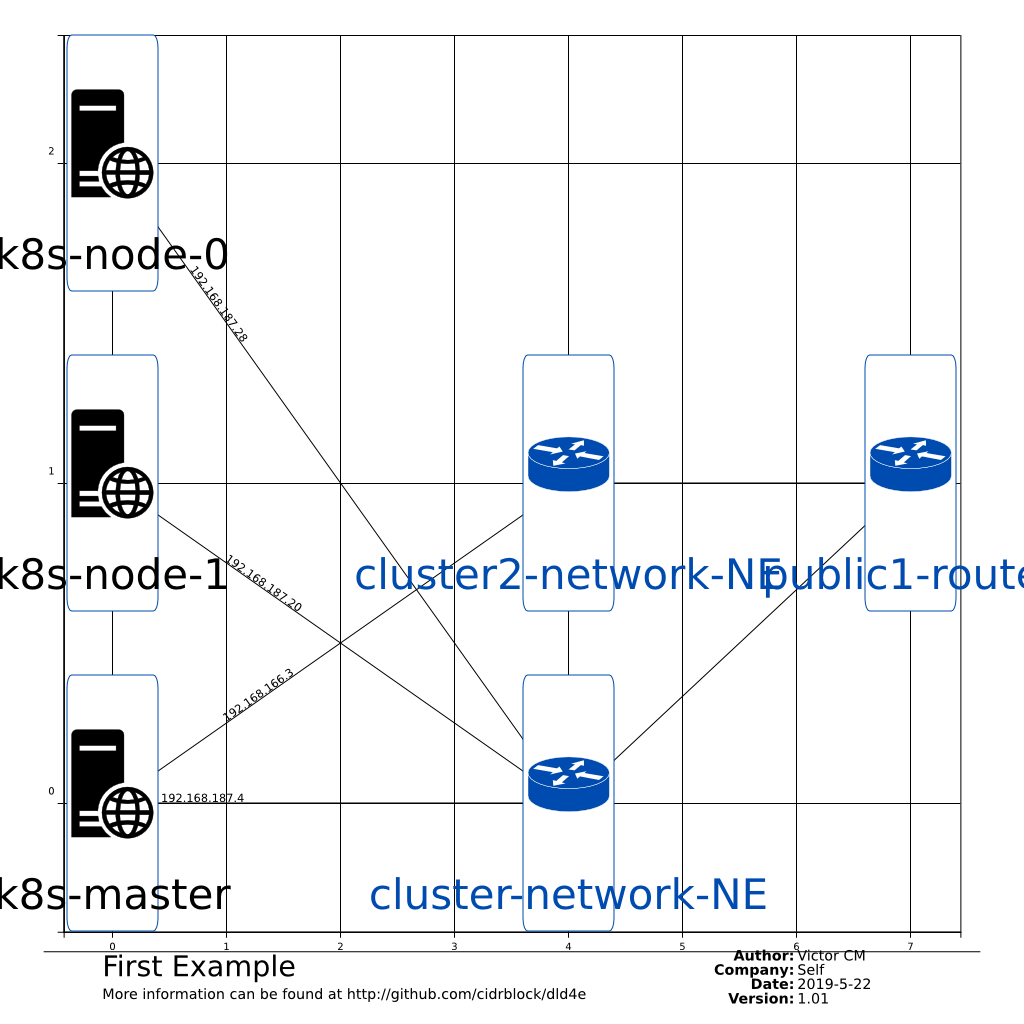 2
k8s-node-0
192.168.187.28
1
k8s-node-1
192.168.187.20
cluster2-network-NE
public1-route
192.168.166.3
0
192.168.187.4
k8s-master
cluster-network-NE
0 1 2 3 4 5 6 7
First Example
More information can be found at http://github.com/cidrblock/dld4e
Author: Victor CM
Company: Self
Date: 2019-5-22
Version: 1.01